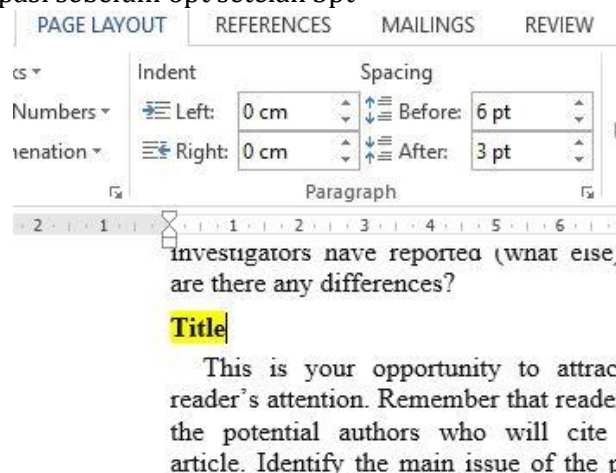 PAGE LAYOUT REFERENCES MAILINGS REVIEW
Indent Spacing
Numbers Left: 0 cm Before: 6 pt
Right: 0 cm After: 3 pt
Paragraph
2 1 1 2 3 4 5 6
investigators have reported (what else)
are there any differences?
Title
This is your opportunity to attrac
reader's attention. Remember that reade
the potential authors who will cite
article. Identify the main issue of the